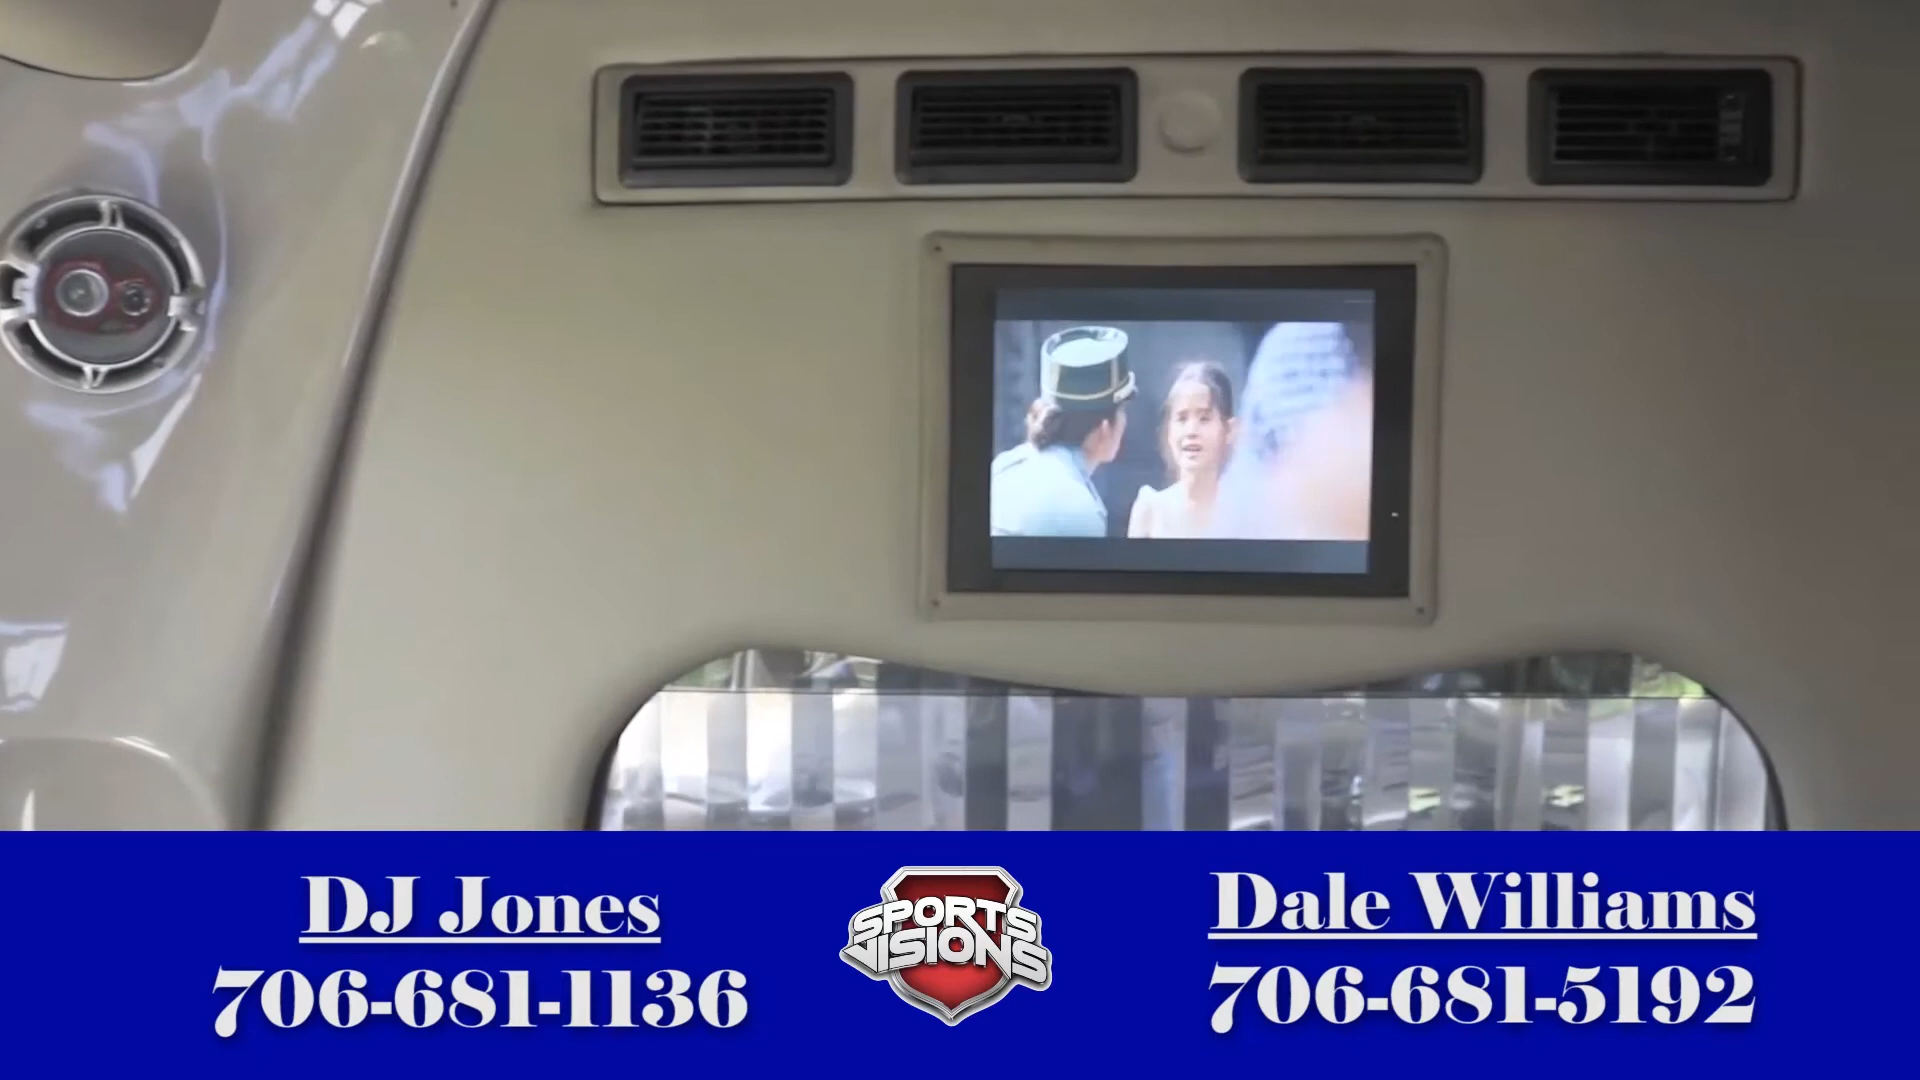 DJ Jones
706-681-1136
SPORTS
VISIONS
Dale Williams
706-681-5192